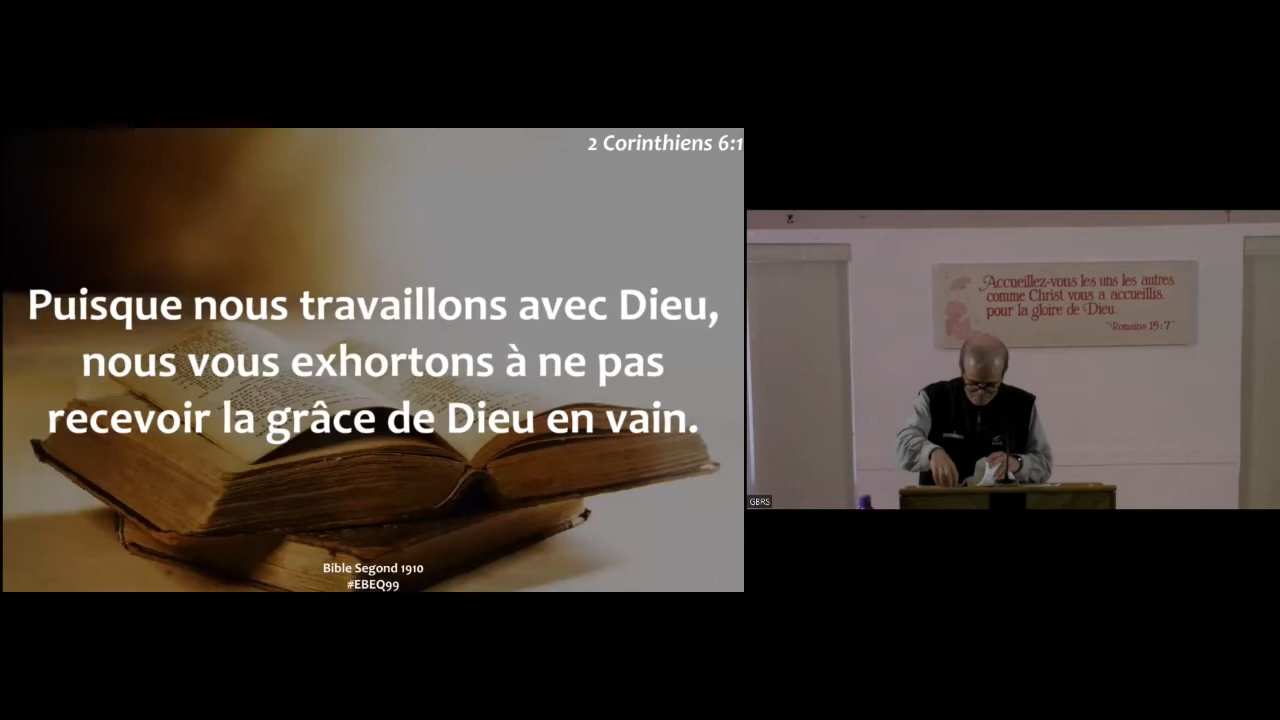 2 Corinthiens 6:1
Puisque nous travaillons avec Dieu,
nous vous exhortons à ne pas
recevoir la grâce de Dieu en vain.
Bible Segond 1910
#EBEQ99
Accueillez-vous les uns les autres
comme Christ vous a accueillis,
pour la gloire de Dieu.
Romains 15:7
GBRS